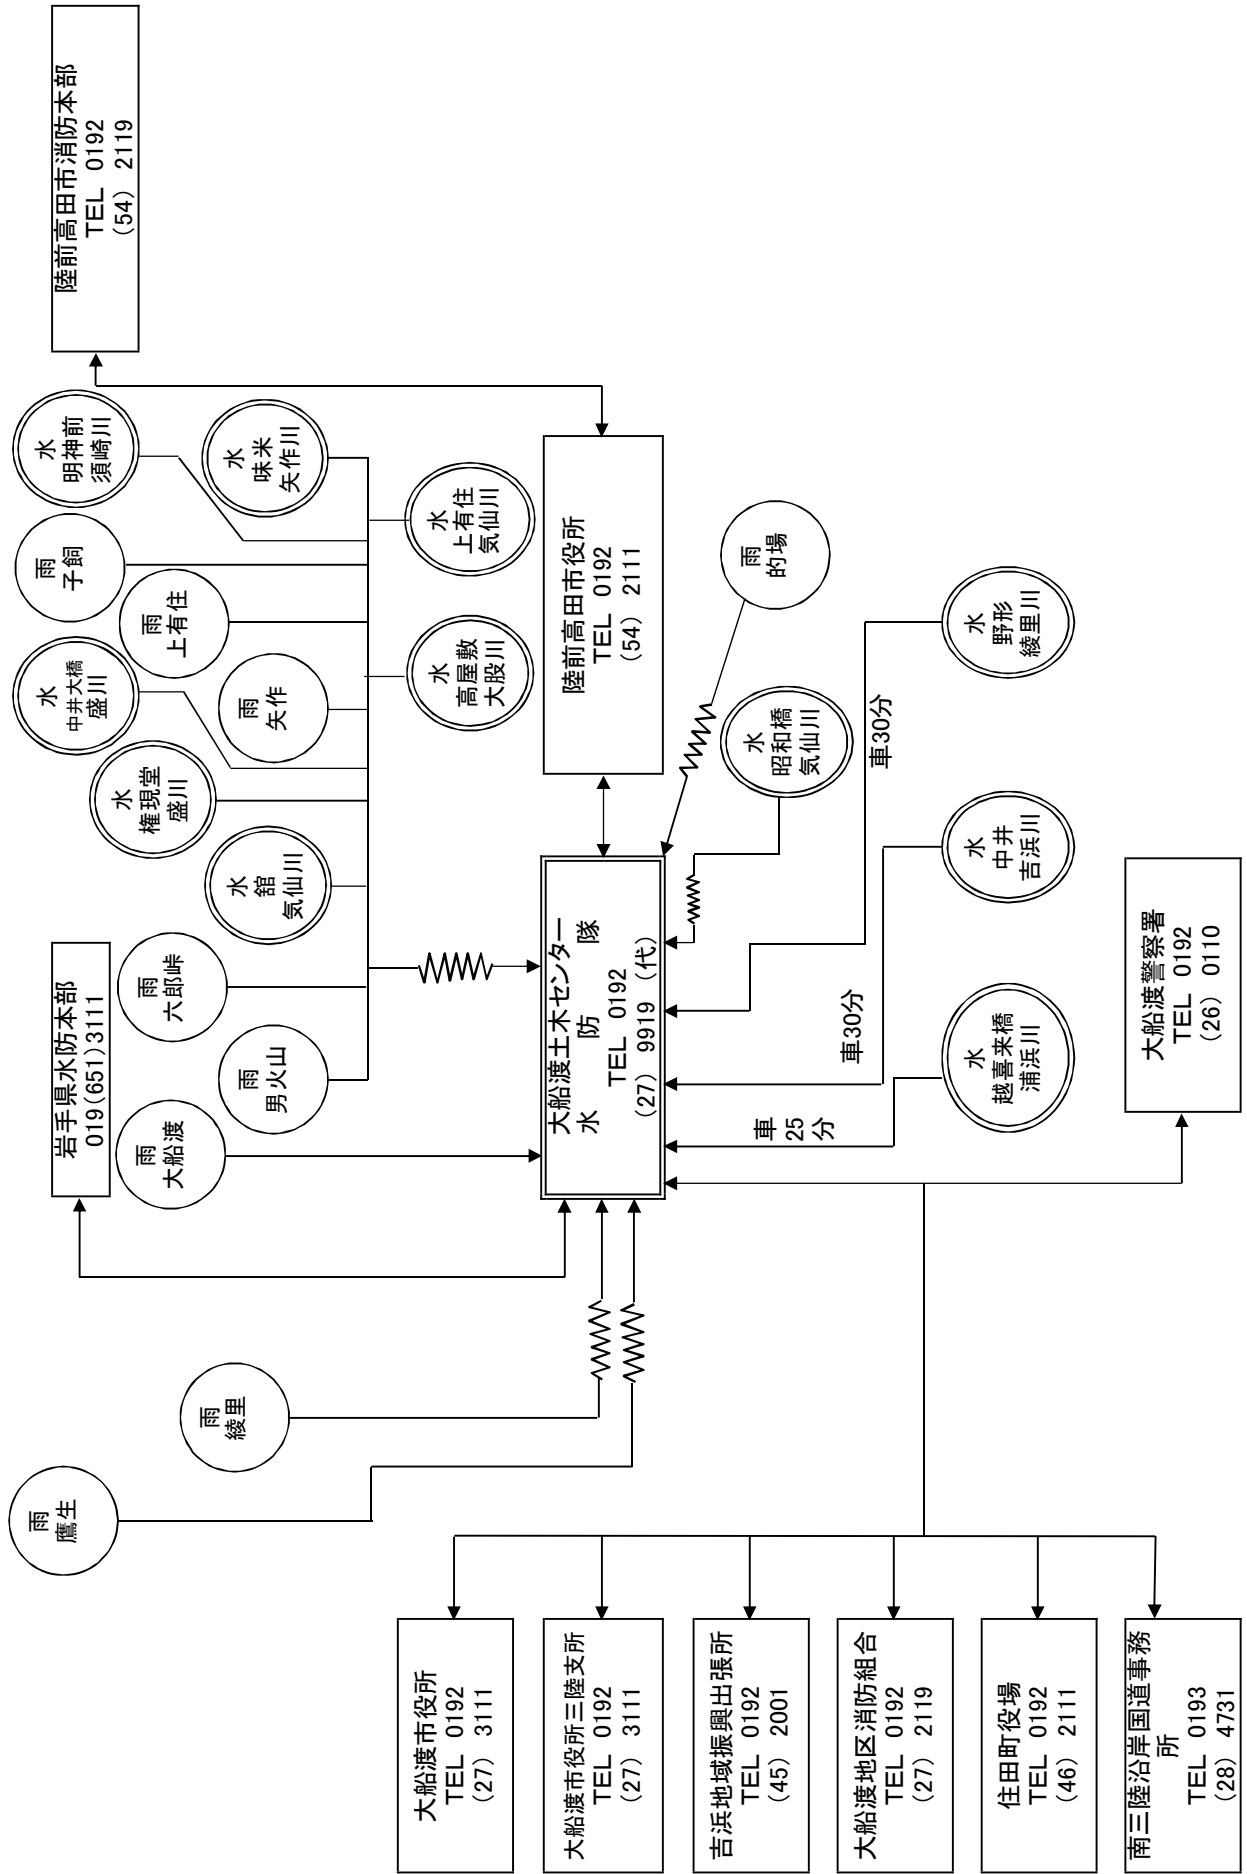 陸前高田市消防本部
TEL 0192
(54) 2119
岩手県水防本部
019(651)3111
雨
鷹生
雨
綾里
雨
大船渡
雨
男火山
雨
六郎峠
水
舘
気仙川
水
権現堂
盛川
水
中井大橋
盛川
雨
矢作
雨
上有住
雨
子飼
水
明神前
須崎川
水
味米
矢作川
水
上有住
気仙川
水
高屋敷
大股川
大船渡土木センター
水 防 隊
TEL 0192
(27) 9919 (代)
陸前高田市役所
TEL 0192
(54) 2111
雨
的場
水
昭和橋
気仙川
車30分
水
野形
綾里川
車30分
水
中井
吉浜川
車
25
分
水
越喜来橋
浦浜川
大船渡警察署
TEL 0192
(26) 0110
大船渡市役所
TEL 0192
(27) 3111
大船渡市役所三陸支所
TEL 0192
(27) 3111
吉浜地域振興出張所
TEL 0192
(45) 2001
大船渡地区消防組合
TEL 0192
(27) 2119
住田町役場
TEL 0192
(46) 2111
南三陸沿岸国道事務
所
TEL 0193
(28) 4731